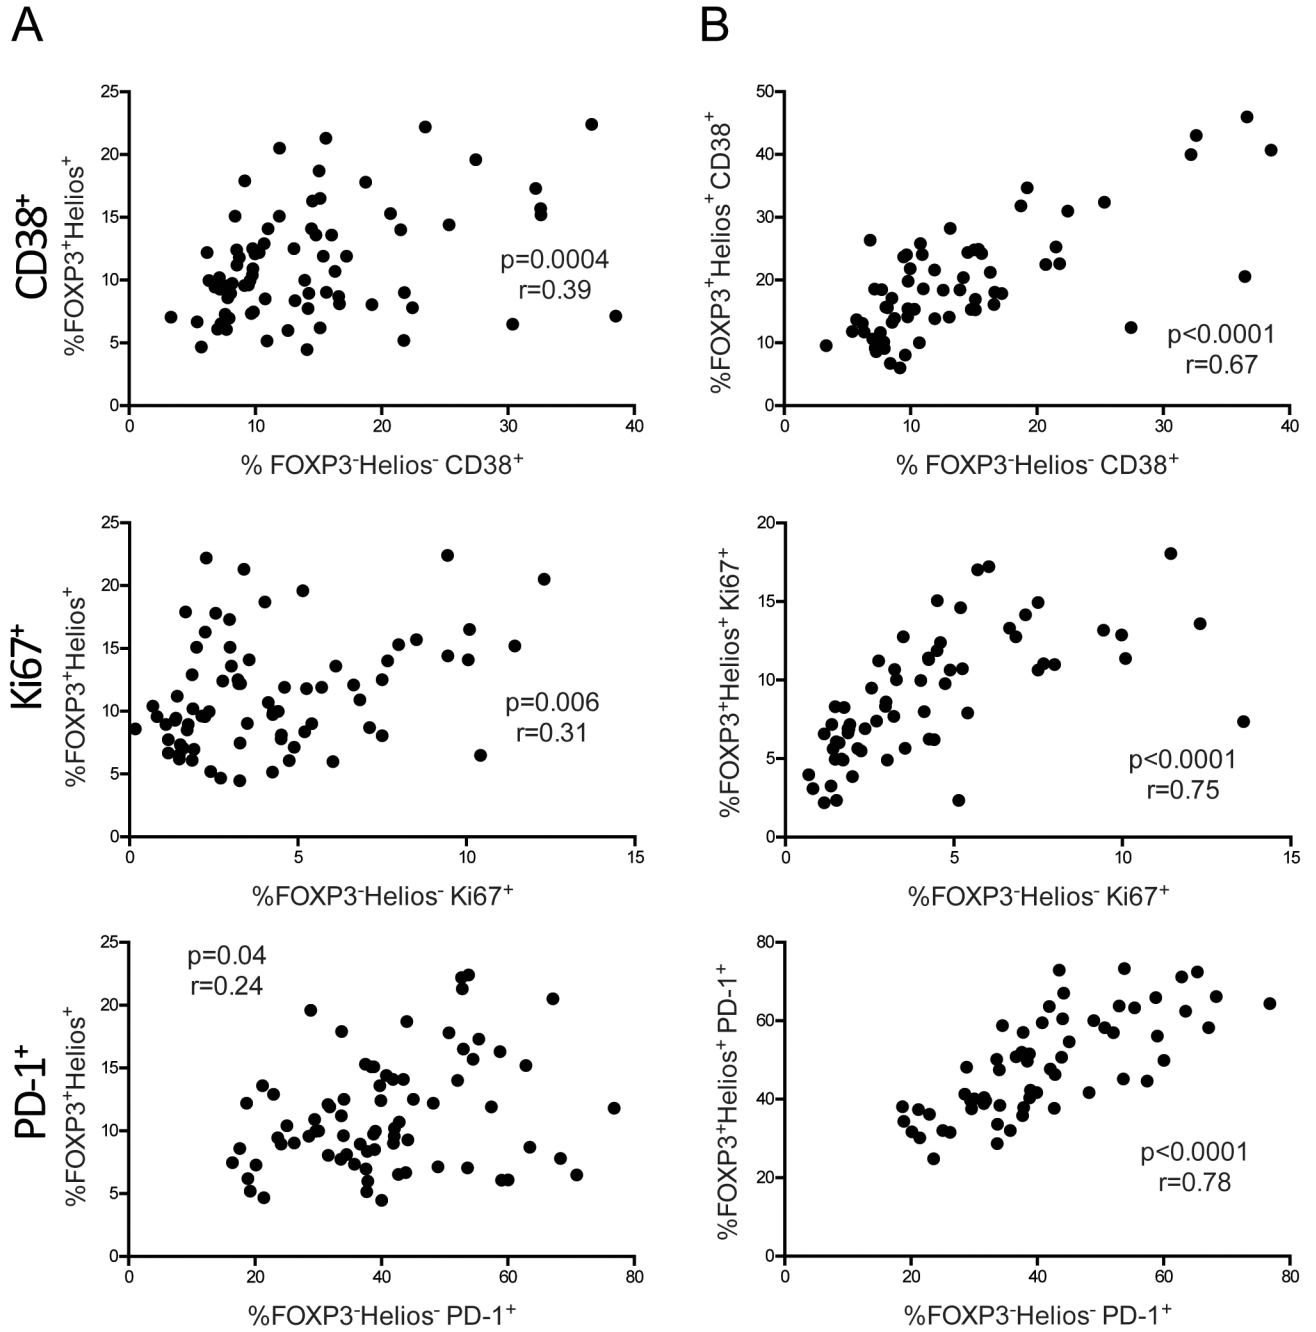 A
B
CD38⁺
%FOXP3⁺Helios⁺
25
20
15
10
5
0
p=0.0004
r=0.39
0 10 20 30 40
% FOXP3⁻Helios⁻ CD38⁺
%FOXP3⁺Helios⁺ CD38⁺
50
40
30
20
10
0
p<0.0001
r=0.67
0 10 20 30 40
% FOXP3⁻Helios⁻ CD38⁺
Ki67⁺
%FOXP3⁺Helios⁺
25
20
15
10
5
0
p=0.006
r=0.31
0 5 10 15
%FOXP3⁻Helios⁻ Ki67⁺
%FOXP3⁺Helios⁺ Ki67⁺
20
15
10
5
0
p<0.0001
r=0.75
0 5 10 15
%FOXP3⁻Helios⁻ Ki67⁺
PD-1⁺
%FOXP3⁺Helios⁺
25
20
15
10
5
0
p=0.04
r=0.24
0 20 40 60 80
%FOXP3⁻Helios⁻ PD-1⁺
%FOXP3⁺Helios⁺ PD-1⁺
80
60
40
20
0
p<0.0001
r=0.78
0 20 40 60 80
%FOXP3⁻Helios⁻ PD-1⁺